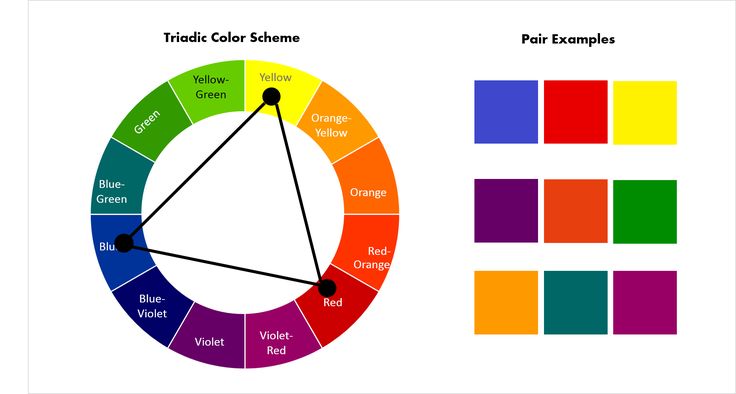 Triadic Color Scheme
Pair Examples
Yellow
Yellow-
Green
Orange-
Yellow
Green
Orange
Blue-
Green
Red-
Orange
Blu
Red
Blue-
Violet
Violet-
Red
Violet